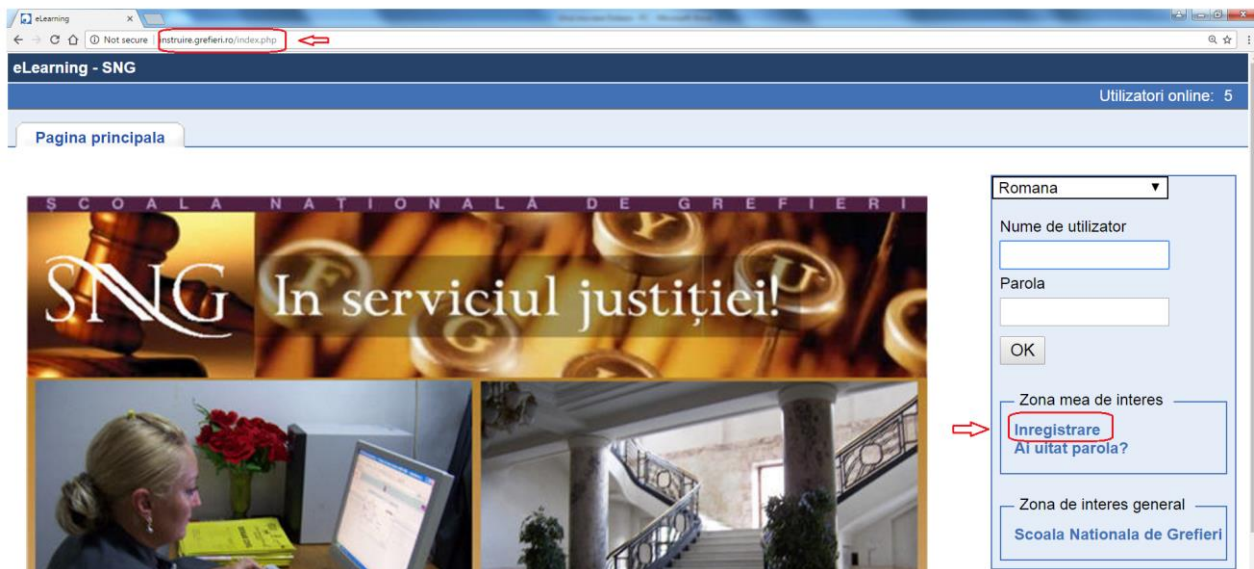 eLearning
Not secure | instruire.grefieri.ro/index.php
eLearning - SNG
Utilizatori online: 5
Pagina principala
Romana
ȘCOALA NAȚIONALĂ DE GREFIERI
SNG In serviciul justiției!
Nume de utilizator
Parola
OK
Zona mea de interes
Inregistrare
Ai uitat parola?
Zona de interes general
Scoala Nationala de Grefieri